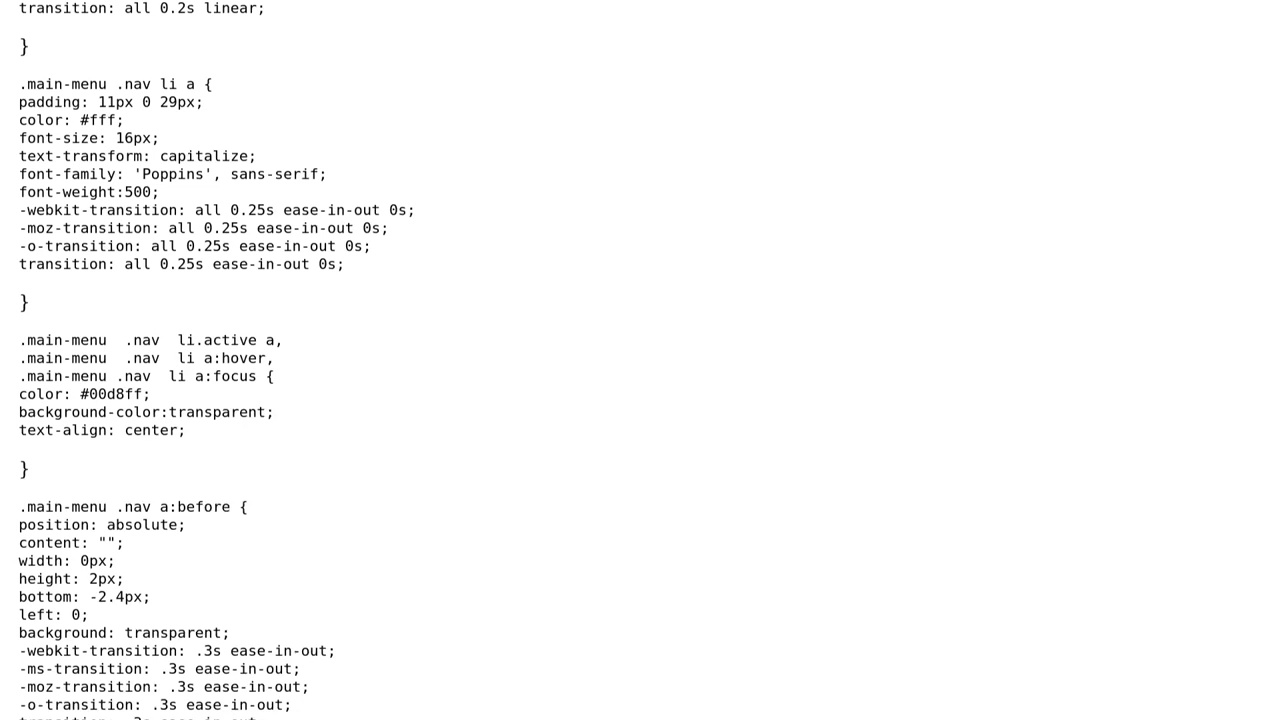 transition: all 0.2s linear;
}
.main-menu .nav li a {
padding: 11px 0 29px;
color: #fff;
font-size: 16px;
text-transform: capitalize;
font-family: 'Poppins', sans-serif;
font-weight:500;
-webkit-transition: all 0.25s ease-in-out 0s;
-moz-transition: all 0.25s ease-in-out 0s;
-o-transition: all 0.25s ease-in-out 0s;
transition: all 0.25s ease-in-out 0s;
}
.main-menu  .nav  li.active a,
.main-menu  .nav  li a:hover,
.main-menu .nav  li a:focus {
color: #00d8ff;
background-color:transparent;
text-align: center;
}
.main-menu .nav a:before {
position: absolute;
content: "";
width: 0px;
height: 2px;
bottom: -2.4px;
left: 0;
background: transparent;
-webkit-transition: .3s ease-in-out;
-ms-transition: .3s ease-in-out;
-moz-transition: .3s ease-in-out;
-o-transition: .3s ease-in-out;